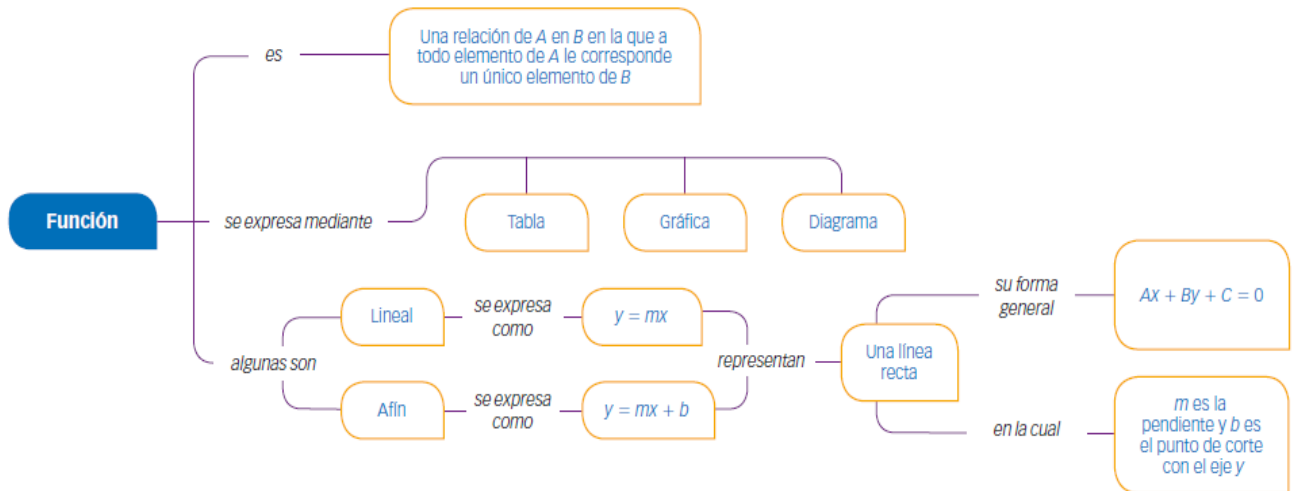 Función
es
Una relación de A en B en la que a
todo elemento de A le corresponde
un único elemento de B
se expresa mediante
Tabla
Gráfica
Diagrama
algunas son
Lineal
se expresa
como
y = mx
Afín
se expresa
como
y = mx + b
representan
Una línea
recta
su forma
general
Ax + By + C = 0
en la cual
m es la
pendiente y b es
el punto de corte
con el eje y